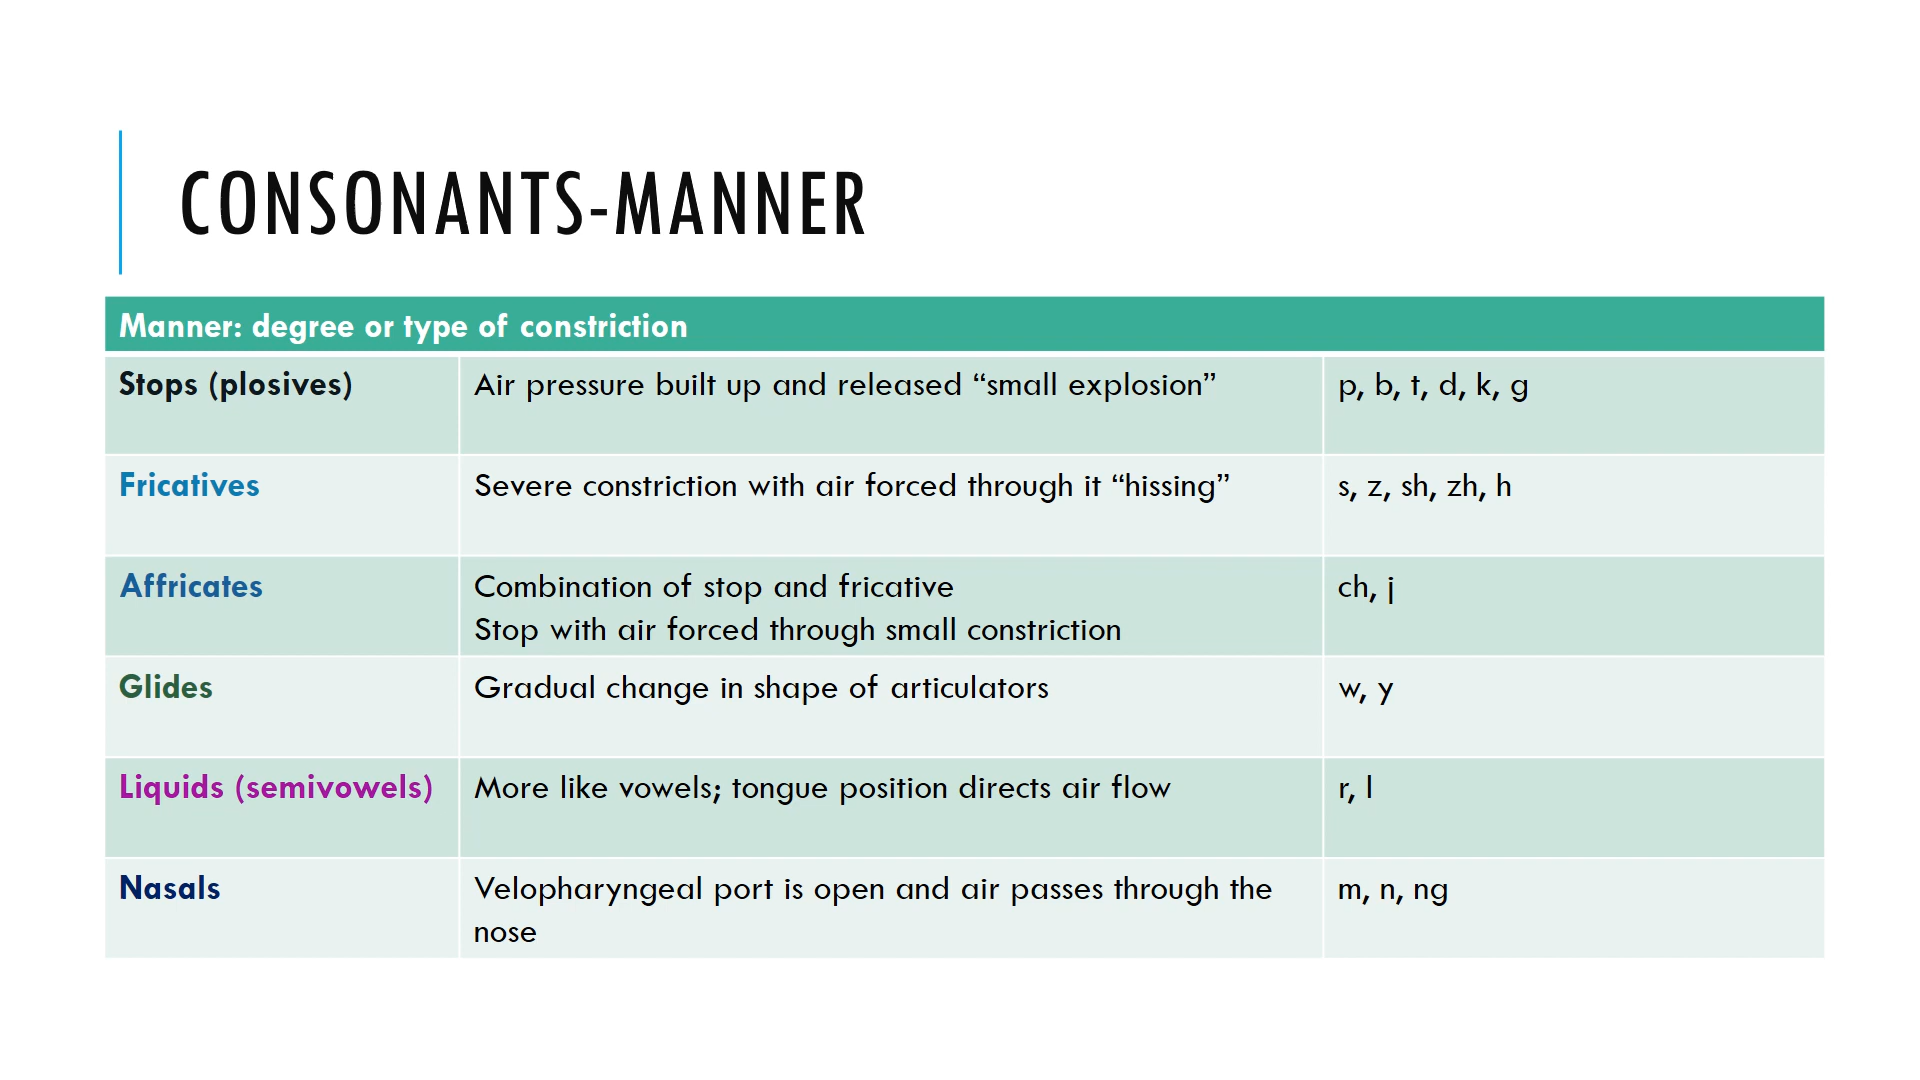 CONSONANTS-MANNER
Manner: degree or type of constriction
Stops (plosives)
Air pressure built up and released “small explosion”
p, b, t, d, k, g
Fricatives
Severe constriction with air forced through it “hissing”
s, z, sh, zh, h
Affricates
Combination of stop and fricative
Stop with air forced through small constriction
ch, j
Glides
Gradual change in shape of articulators
w, y
Liquids (semivowels)
More like vowels; tongue position directs air flow
r, l
Nasals
Velopharyngeal port is open and air passes through the
nose
m, n, ng